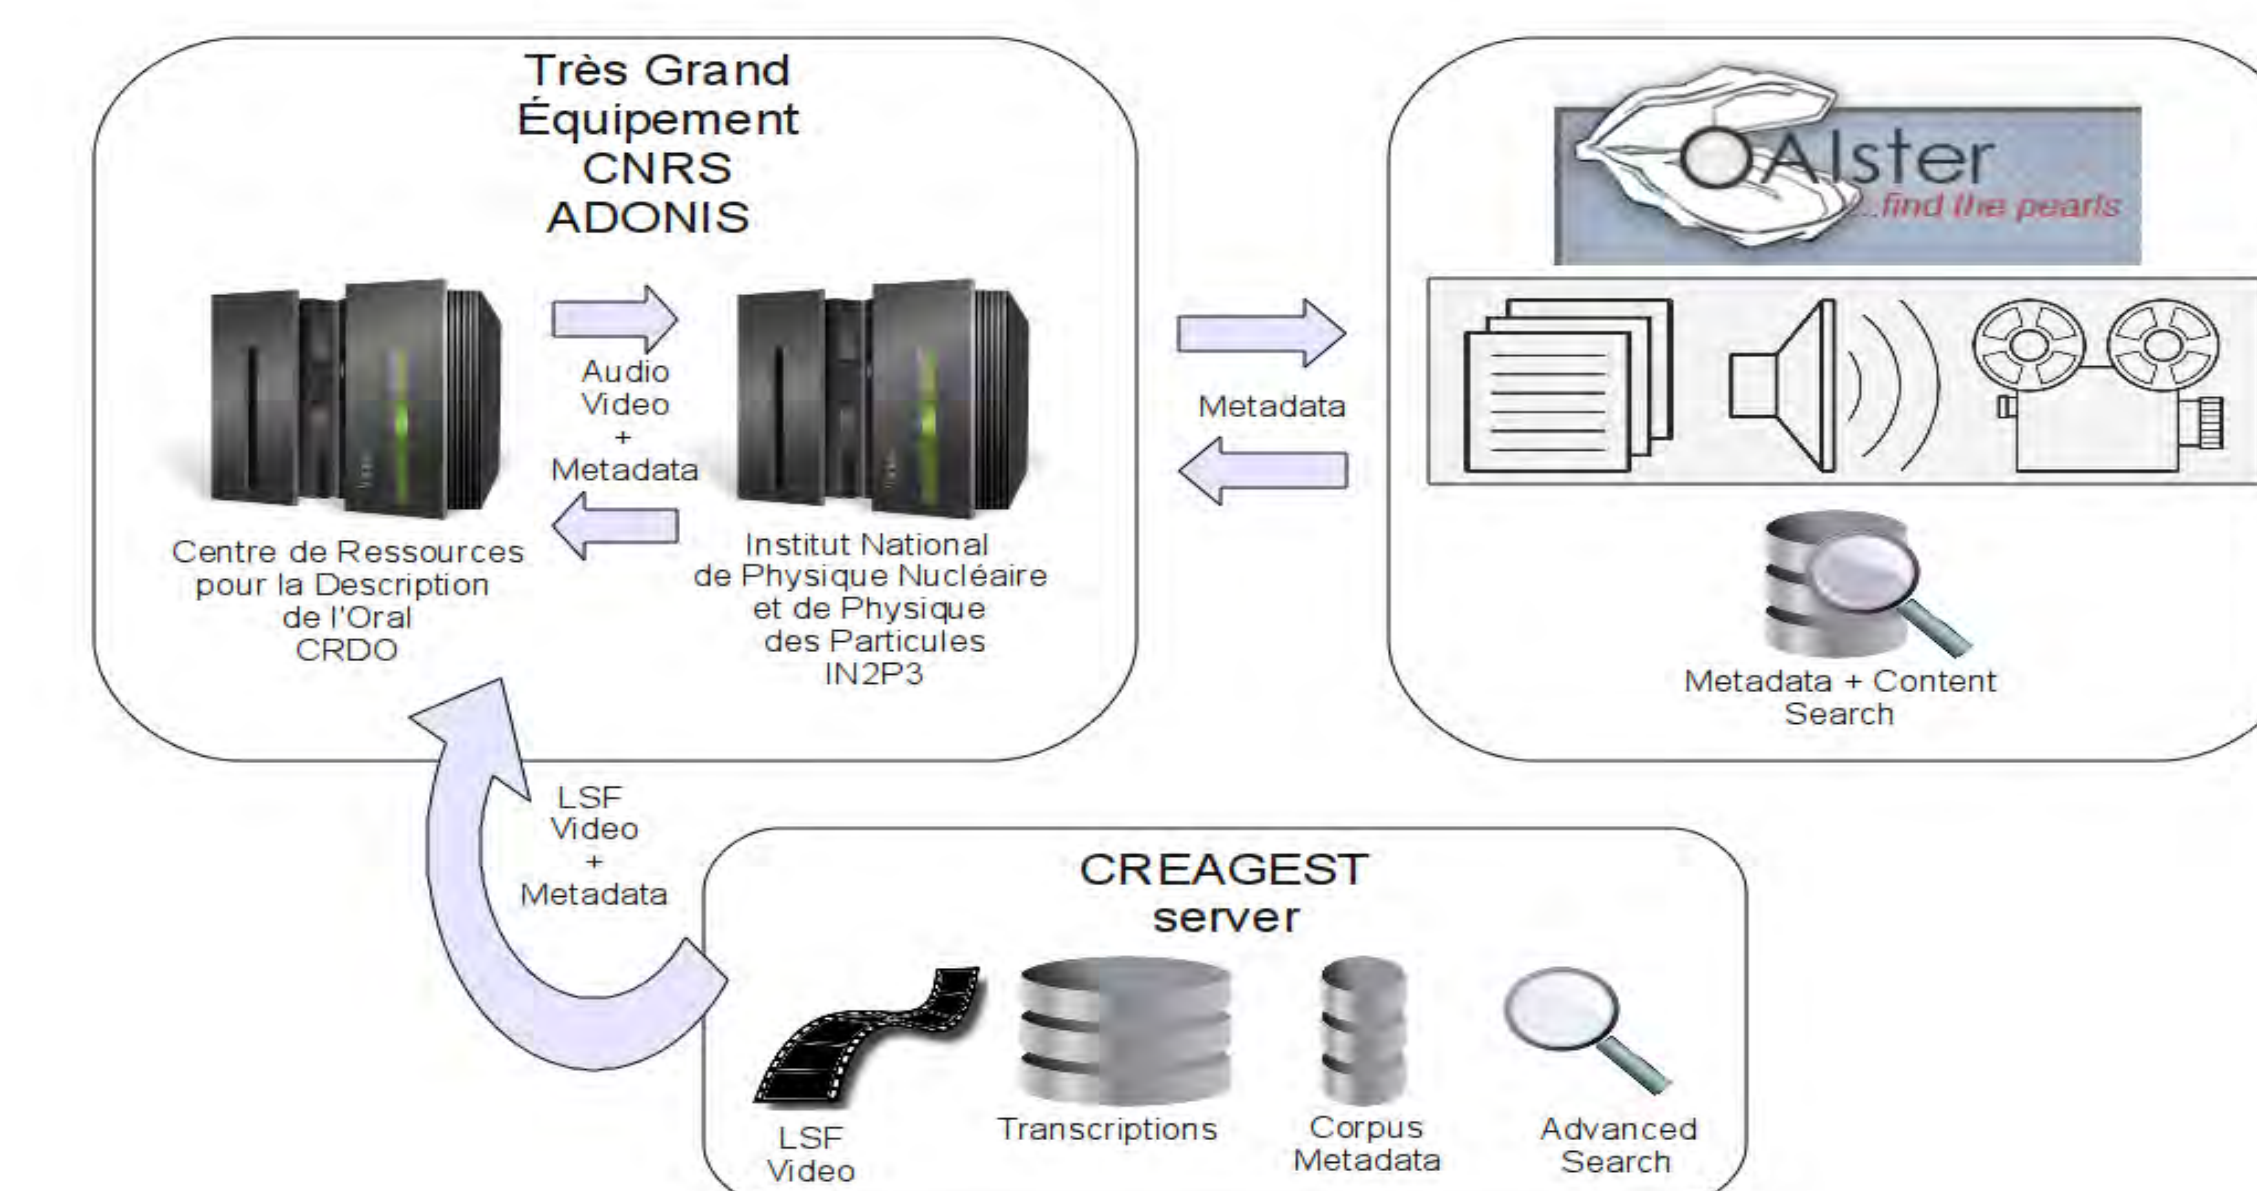 Très Grand
Équipement
CNRS
ADONIS
Audio
Video
+
Metadata
Centre de Ressources
pour la Description
de l'Oral
CRDO
Institut National
de Physique Nucléaire
et de Physique
des Particules
IN2P3
Metadata
OAIster
...find the pearls
Metadata + Content
Search
LSF
Video
+
Metadata
CREAGEST
server
LSF
Video
Transcriptions
Corpus
Metadata
Advanced
Search